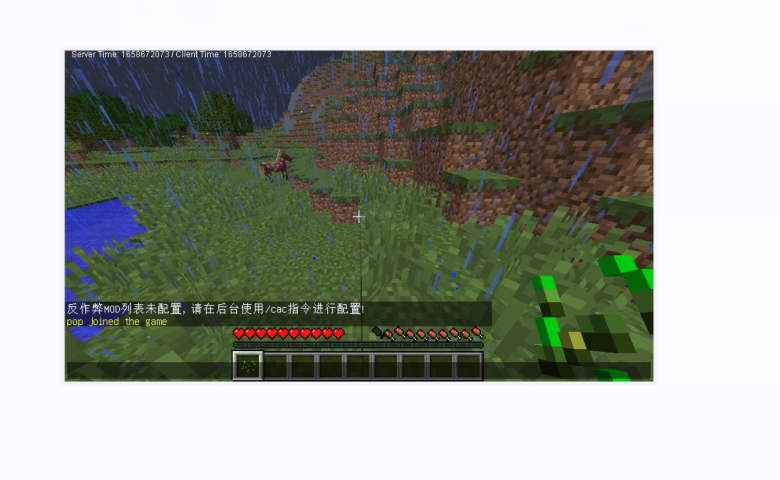 Server Time: 1658672073 / Client Time: 1658672073
反作弊MOD列表未配置, 请在后台使用/cac指令进行配置!
pop joined the game